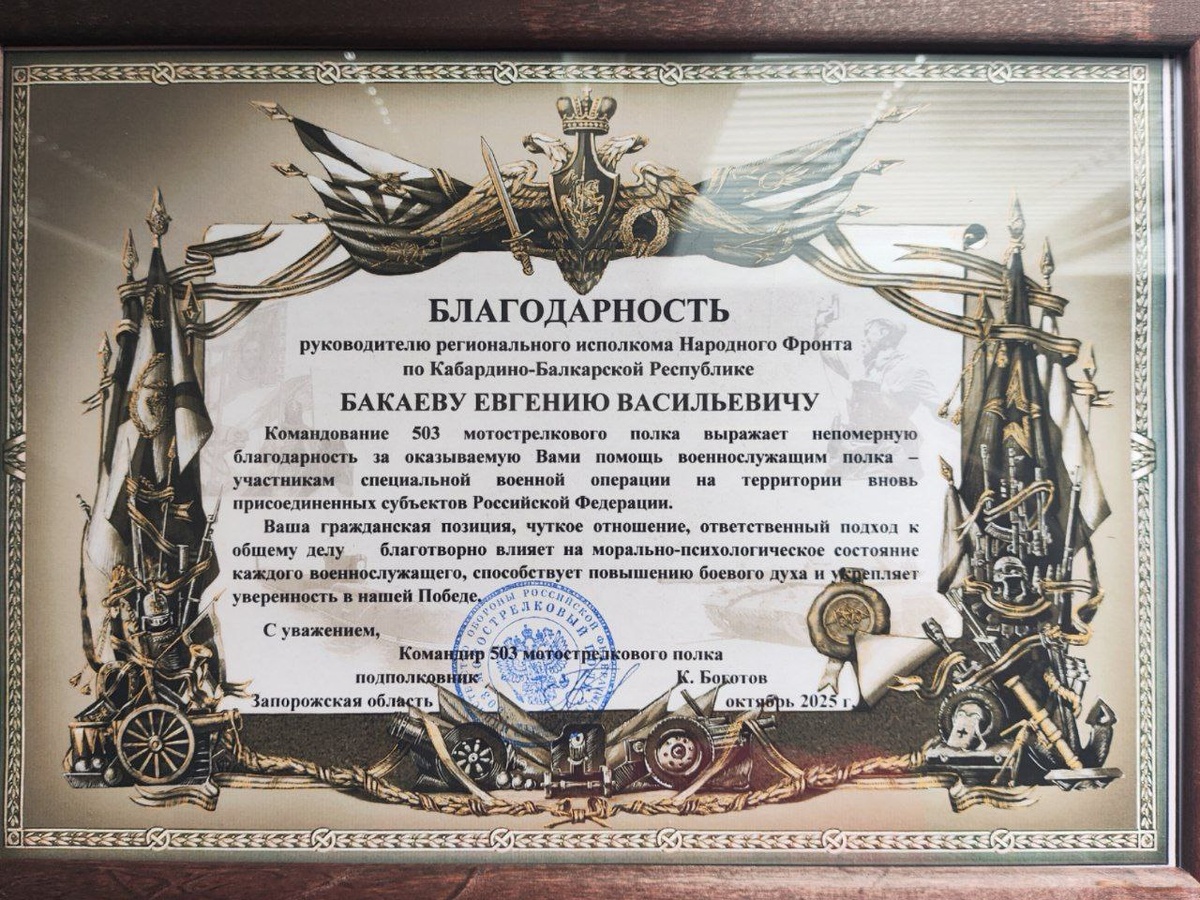 БЛАГОДАРНОСТЬ
руководителю регионального исполкома Народного Фронта
по Кабардино-Балкарской Республике
БАКАЕВУ ЕВГЕНИЮ ВАСИЛЬЕВИЧУ
Командование 503 мотострелкового полка выражает непомерную
благодарность за оказываемую Вами помощь военнослужащим полка –
участникам специальной военной операции на территории вновь
присоединенных субъектов Российской Федерации.
Ваша гражданская позиция, чуткое отношение, ответственный подход к
общему делу благотворно влияет на морально-психологическое состояние
каждого военнослужащего, способствует повышению боевого духа и укрепляет
уверенность в нашей Победе.
С уважением,
Командир 503 мотострелкового полка
подполковник К. Боготов
Запорожская область октябрь 2025 г.
ОБОРОНЫ РОССИЙСКОЙ